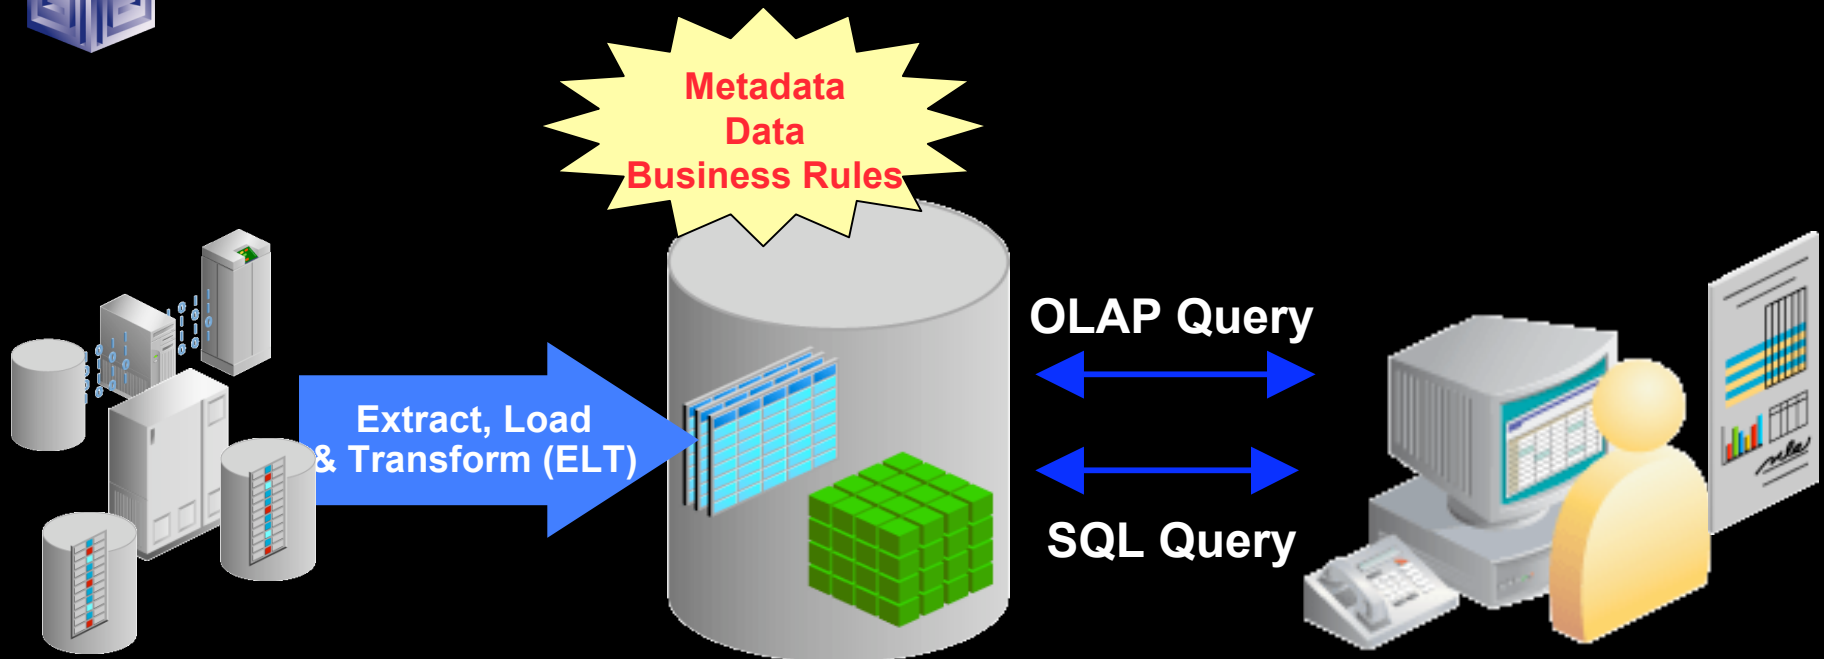 Metadata
Data
Business Rules
Extract, Load
& Transform (ELT)
OLAP Query
SQL Query